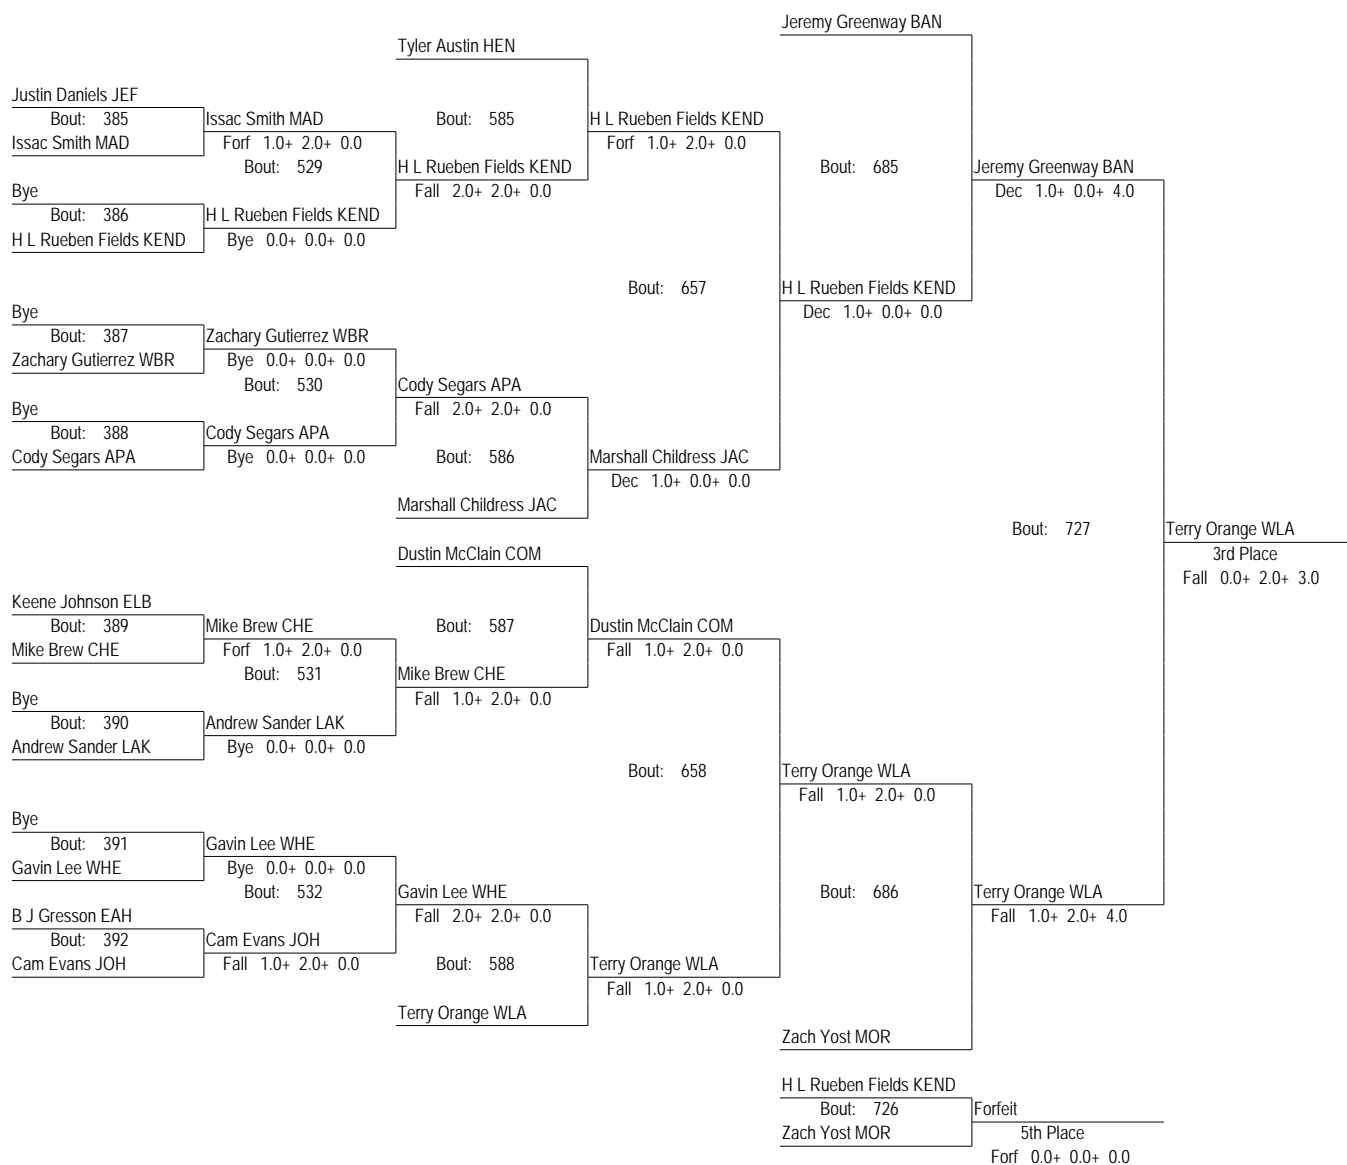 Jeremy Greenway BAN
Tyler Austin HEN
Justin Daniels JEF
Bout: 385
Issac Smith MAD
Issac Smith MAD
Forf 1.0+ 2.0+ 0.0
Bout: 529
Bye
Bout: 386
H L Rueben Fields KEND
H L Rueben Fields KEND
Bye 0.0+ 0.0+ 0.0
Bout: 585
H L Rueben Fields KEND
Fall 2.0+ 2.0+ 0.0
H L Rueben Fields KEND
Forf 1.0+ 2.0+ 0.0
Bout: 685
Jeremy Greenway BAN
Dec 1.0+ 0.0+ 4.0
Bout: 657
H L Rueben Fields KEND
Dec 1.0+ 0.0+ 0.0
Bye
Bout: 387
Zachary Gutierrez WBR
Zachary Gutierrez WBR
Bye 0.0+ 0.0+ 0.0
Bout: 530
Bye
Bout: 388
Cody Segars APA
Cody Segars APA
Bye 0.0+ 0.0+ 0.0
Cody Segars APA
Fall 2.0+ 2.0+ 0.0
Bout: 586
Marshall Childress JAC
Marshall Childress JAC
Dec 1.0+ 0.0+ 0.0
Bout: 727
Terry Orange WLA
3rd Place
Fall 0.0+ 2.0+ 3.0
Dustin McClain COM
Keene Johnson ELB
Bout: 389
Mike Brew CHE
Mike Brew CHE
Forf 1.0+ 2.0+ 0.0
Bout: 531
Bye
Bout: 390
Andrew Sander LAK
Andrew Sander LAK
Bye 0.0+ 0.0+ 0.0
Bout: 587
Mike Brew CHE
Fall 1.0+ 2.0+ 0.0
Dustin McClain COM
Fall 1.0+ 2.0+ 0.0
Bout: 658
Terry Orange WLA
Fall 1.0+ 2.0+ 0.0
Bye
Bout: 391
Gavin Lee WHE
Gavin Lee WHE
Bye 0.0+ 0.0+ 0.0
Bout: 532
B J Gresson EAH
Bout: 392
Cam Evans JOH
Cam Evans JOH
Fall 1.0+ 2.0+ 0.0
Gavin Lee WHE
Fall 2.0+ 2.0+ 0.0
Bout: 588
Terry Orange WLA
Terry Orange WLA
Fall 1.0+ 2.0+ 0.0
Bout: 686
Terry Orange WLA
Fall 1.0+ 2.0+ 4.0
Zach Yost MOR
H L Rueben Fields KEND
Bout: 726
Zach Yost MOR
Forfeit
5th Place
Forf 0.0+ 0.0+ 0.0